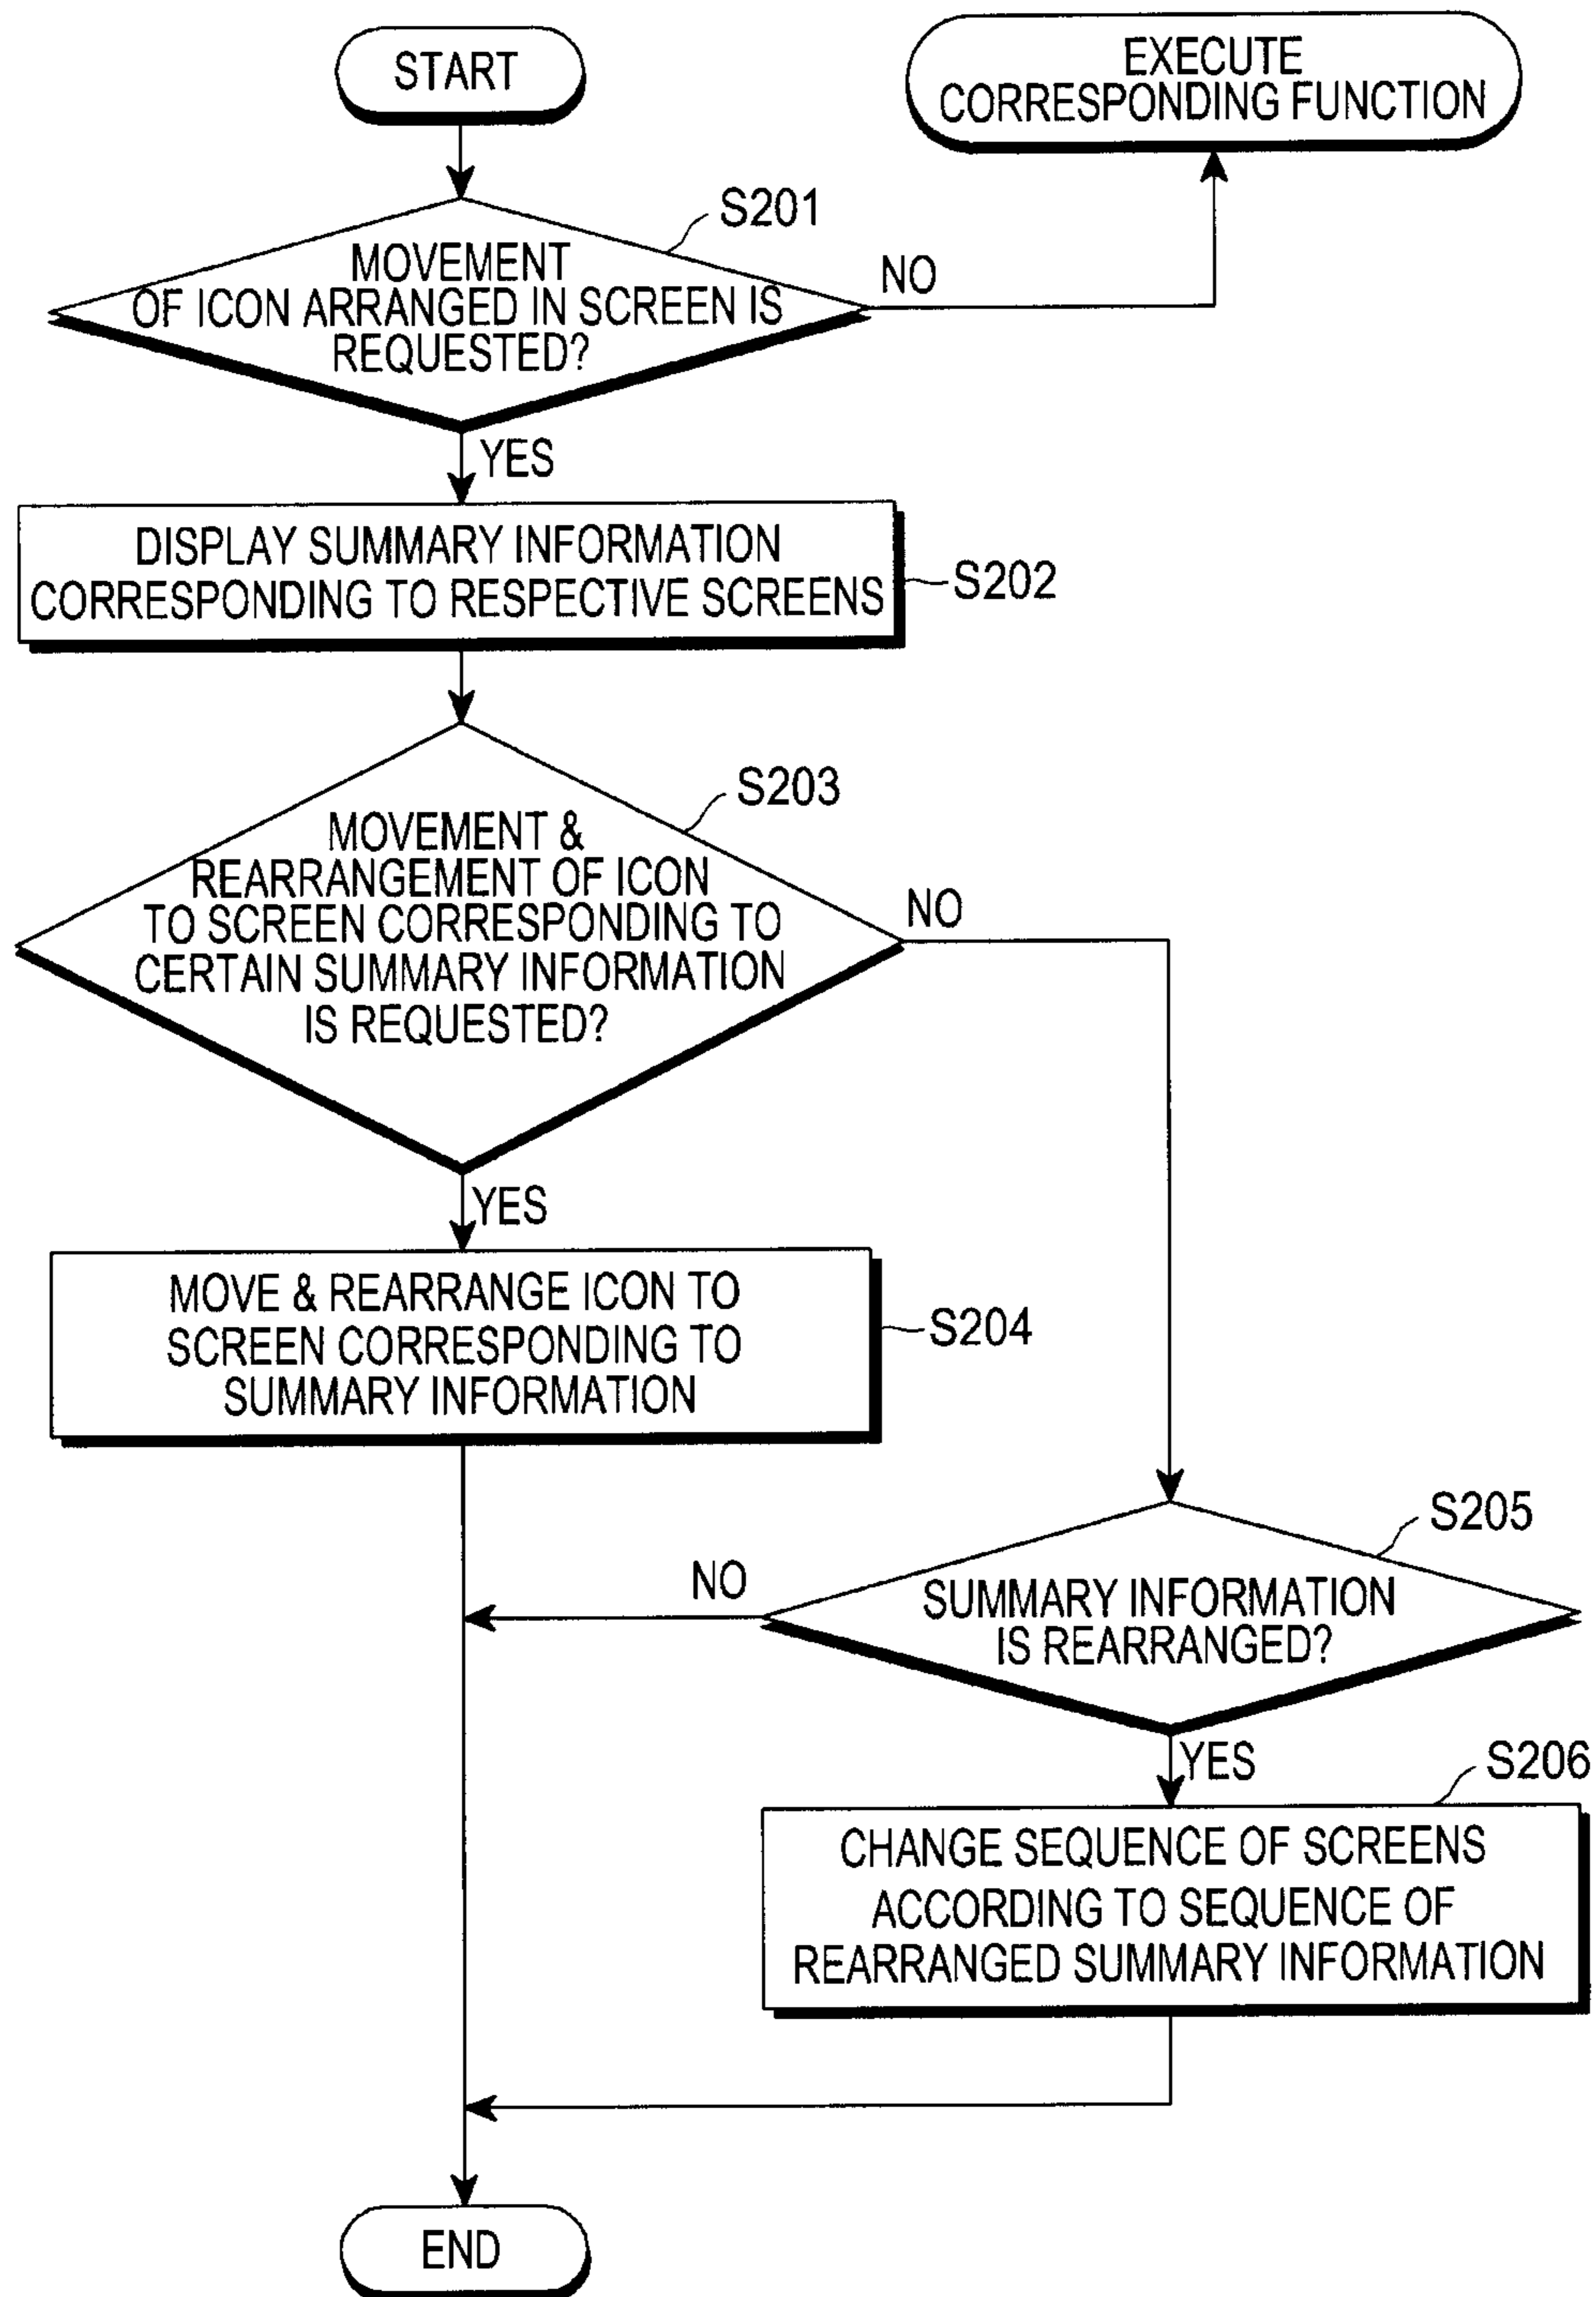 START
EXECUTE
CORRESPONDING FUNCTION
S201
MOVEMENT
OF ICON ARRANGED IN SCREEN IS
REQUESTED?
NO
YES
DISPLAY SUMMARY INFORMATION
CORRESPONDING TO RESPECTIVE SCREENS
S202
S203
MOVEMENT &
REARRANGEMENT OF ICON
TO SCREEN CORRESPONDING TO
CERTAIN SUMMARY INFORMATION
IS REQUESTED?
NO
YES
MOVE & REARRANGE ICON TO
SCREEN CORRESPONDING TO
SUMMARY INFORMATION
S204
S205
NO
SUMMARY INFORMATION
IS REARRANGED?
YES
S206
CHANGE SEQUENCE OF SCREENS
ACCORDING TO SEQUENCE OF
REARRANGED SUMMARY INFORMATION
END